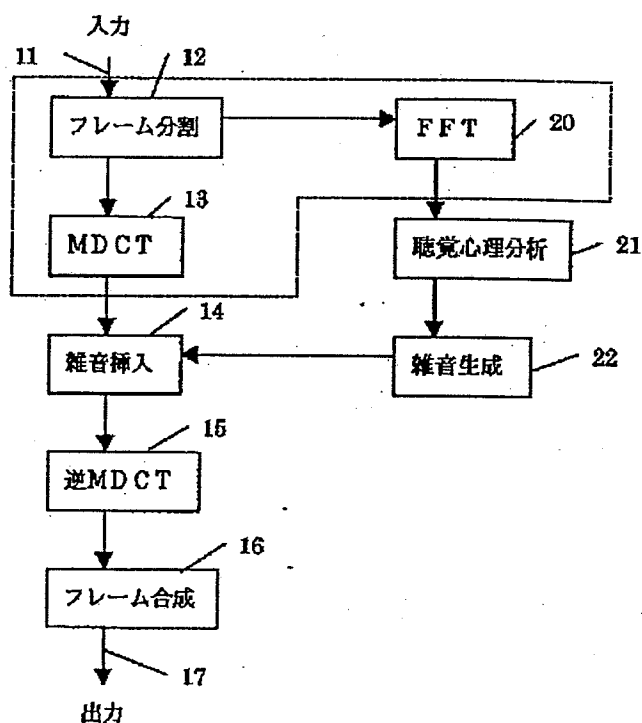 入力
11
12
フレーム分割
FFT
20
13
MDCT
聴覚心理分析
21
14
雑音挿入
雑音生成
22
15
逆MDCT
16
フレーム合成
17
出力